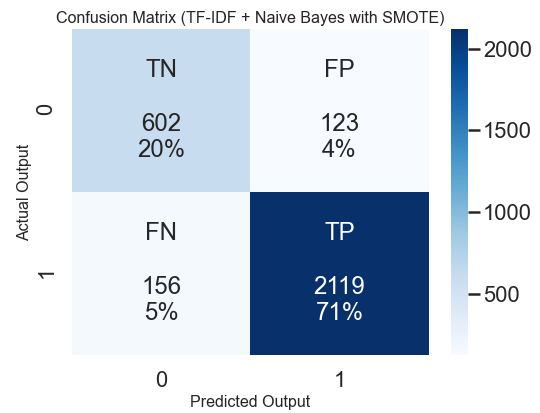 Confusion Matrix (TF-IDF + Naive Bayes with SMOTE)
TN
FP
602
123
20%
4%
FN
TP
156
2119
5%
71%
0
1
Actual Output
0
1
Predicted Output
2000
1500
1000
500